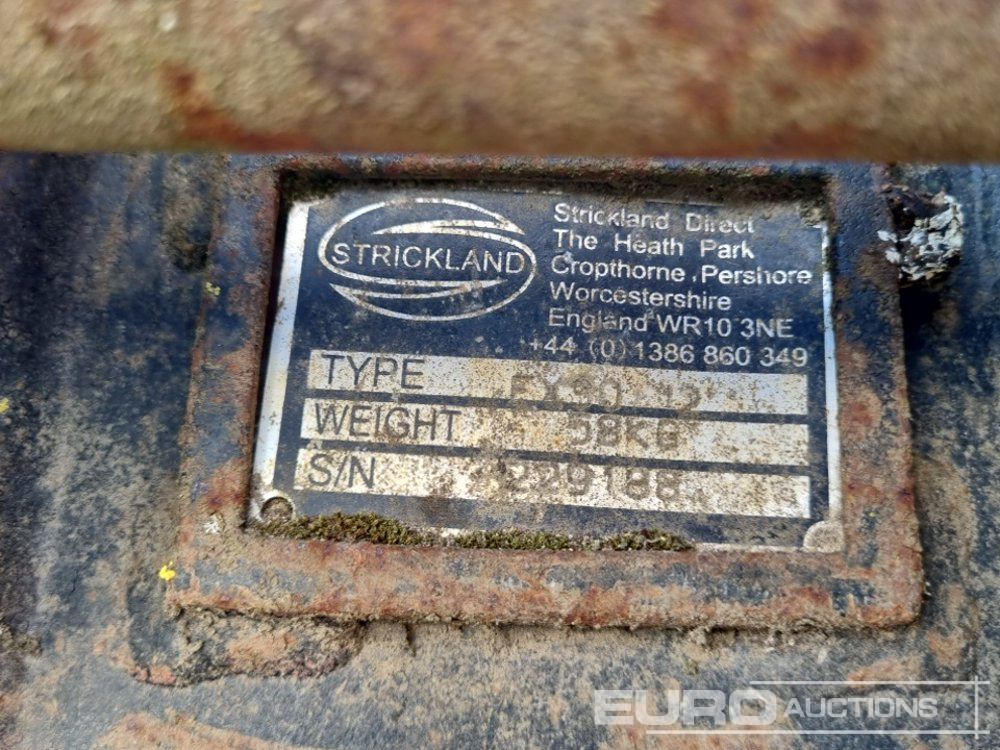 STRICKLAND
Strickland Direct
The Heath Park
Cropthorne, Pershore
Worcestershire
England WR10 3NE
+44 (0) 1386 860 349
TYPE
WEIGHT 58KG
S/N 229188
EURO AUCTIONS